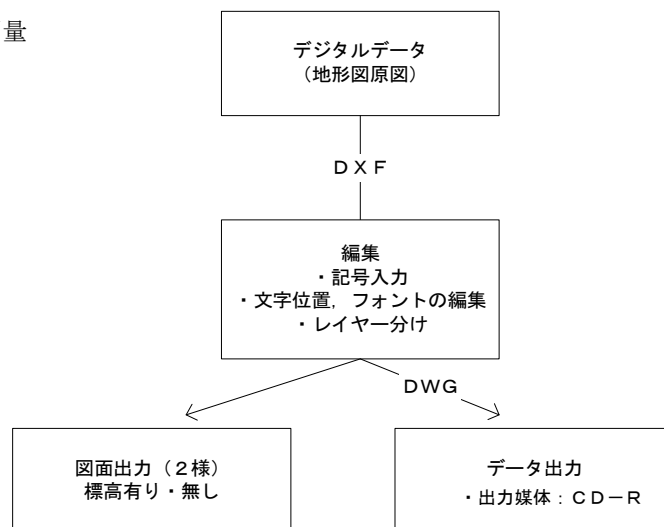 量
デジタルデータ
（地形図原図）
ＤＸＦ
編集
・記号入力
・文字位置，フォントの編集
・レイヤー分け
ＤＷＧ
図面出力（２様）
標高有り・無し
データ出力
・出力媒体：ＣＤ－Ｒ